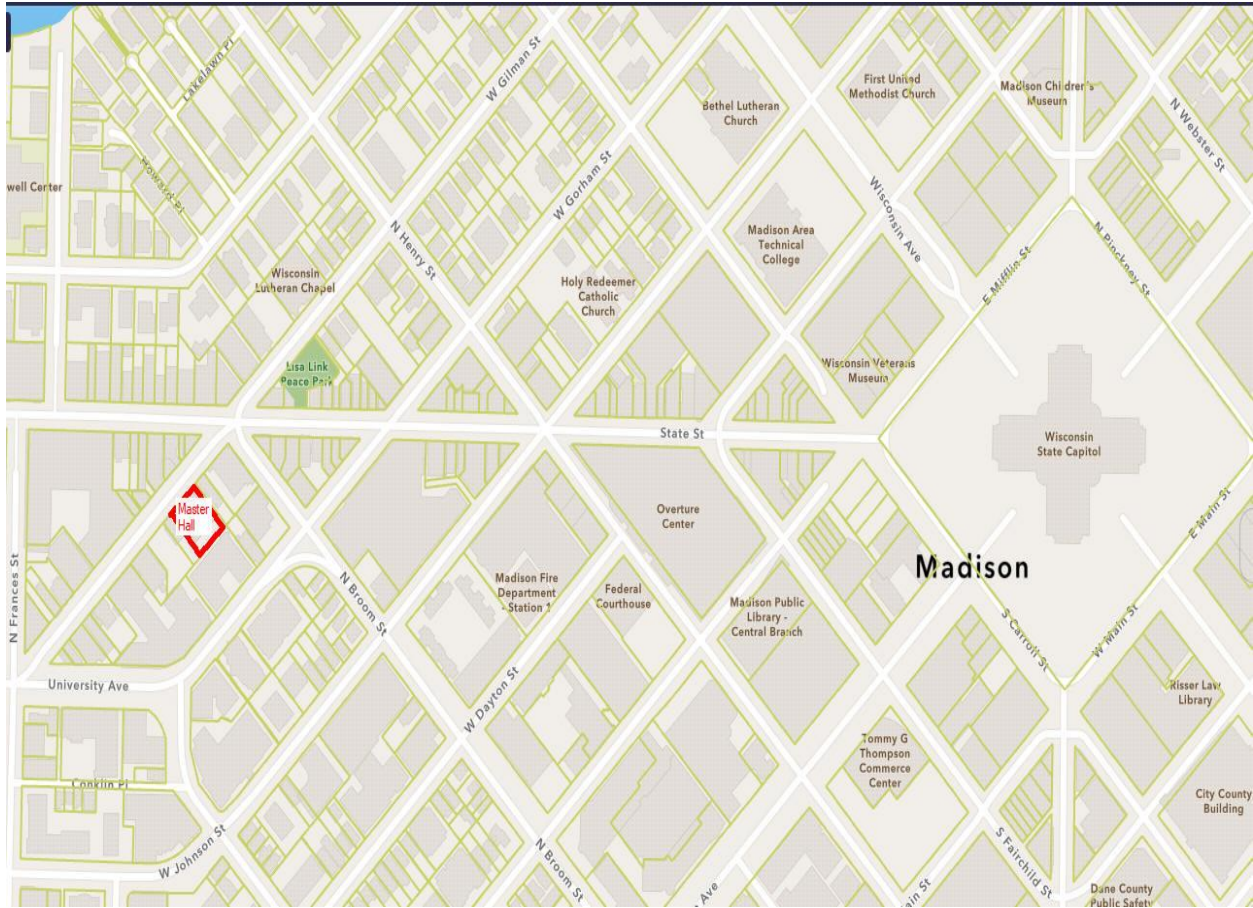 Lakelawn Pl
W Gilman St
First United
Methodist Church
Madison Children's
Museum
Bethel Lutheran
Church
N Webster St
Howard Pl
well Center
W Gorham St
Wisconsin Ave
N Henry St
Madison Area
Technical
College
N Pinckney St
E Mifflin St
Wisconsin
Lutheran Chapel
Holy Redeemer
Catholic
Church
Lisa Link
Peace Park
Wisconsin Veterans
Museum
State St
Wisconsin
State Capitol
Master
Hall
Overture
Center
E Main St
Madison
N Frances St
N Broom St
Madison Fire
Department
- Station 1
Federal
Courthouse
Madison Public
Library -
Central Branch
S Carroll St
W Main St
University Ave
W Dayton St
Risser Law
Library
Tommy G
Thompson
Commerce
Center
Conklin Pl
City County
Building
W Johnson St
N Broom St
S Fairchild St
Ave
ain St
Dane County
Public Safety